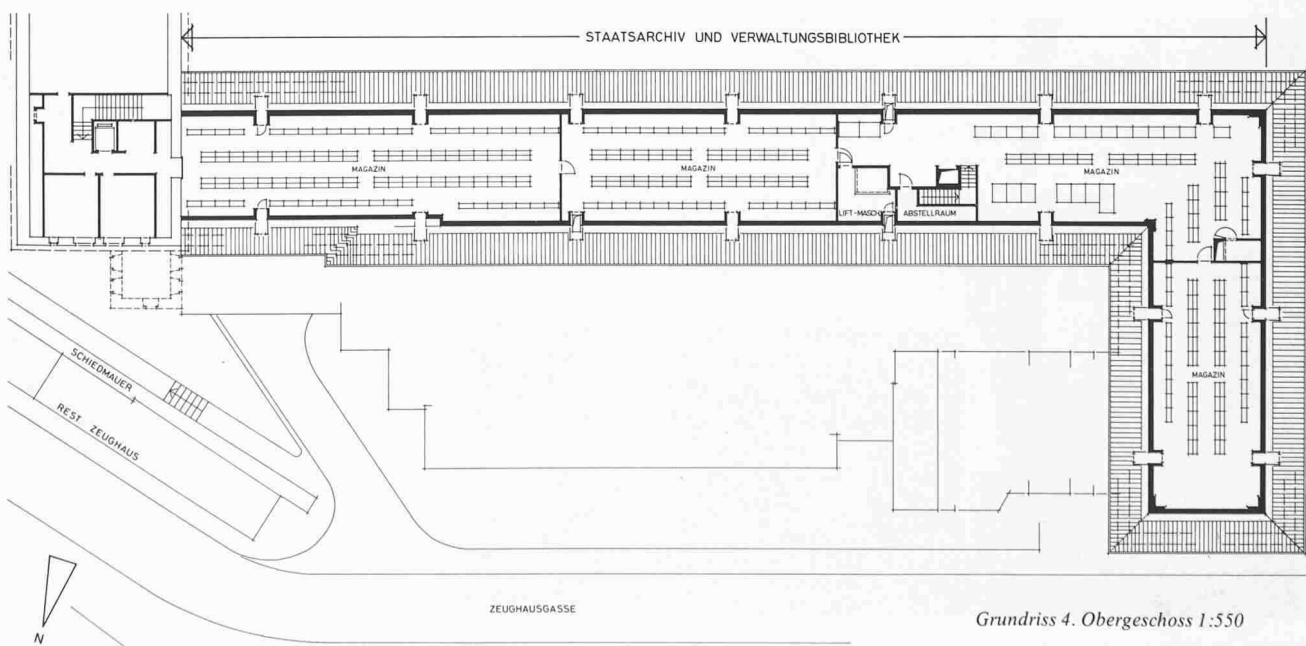 STAATSARCHIV UND VERWALTUNGSBIBLIOTHEK
MAGAZIN
MAGAZIN
MAGAZIN
LIFT-MASCH.
ABSTELLRAUM
MAGAZIN
SCHIEDMAUER
REST ZEUGHAUS
ZEUGHAUSGASSE
N
Grundriss 4. Obergeschoss 1:550